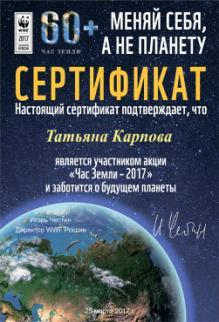 WWF
2017
60+
ЧАС ЗЕМЛИ
МЕНЯЙ СЕБЯ,
А НЕ ПЛАНЕТУ
СЕРТИФИКАТ
Настоящий сертификат подтверждает, что
Татьяна Карпова
является участником акции
«Час Земли - 2017»
и заботится о будущем планеты
Игорь Честин
Директор WWF России
25 марта 2017 г.